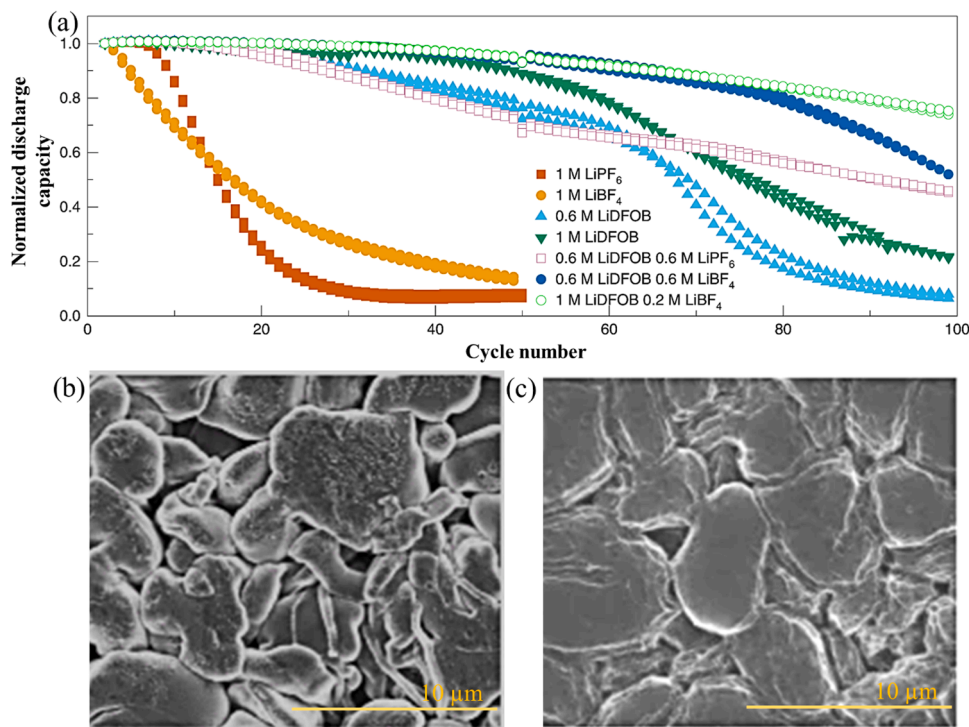 (a)
Normalized discharge
capacity
1.0
0.8
0.6
0.4
0.2
0.0
1 M LiPF6
1 M LiBF4
0.6 M LiDFOB
1 M LiDFOB
0.6 M LiDFOB 0.6 M LiPF6
0.6 M LiDFOB 0.6 M LiBF4
1 M LiDFOB 0.2 M LiBF4
0 20 40 60 80 100
Cycle number
(b)
10 μm
(c)
10 μm